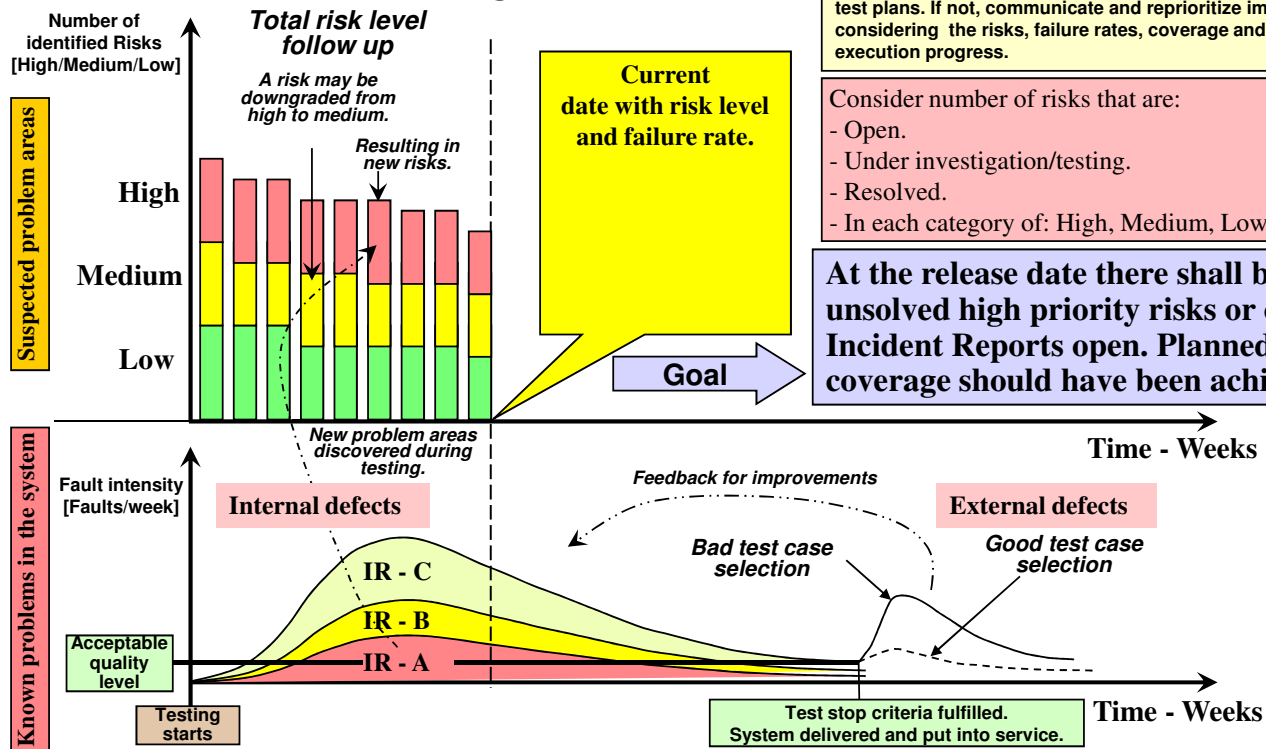 Number of
identified Risks
[High/Medium/Low]
Total risk level
follow up
A risk may be
downgraded from
high to medium.
Resulting in
new risks.
Suspected problem areas
High
Medium
Low
Current
date with risk level
and failure rate.
test plans. If not, communicate and reprioritize im
considering the risks, failure rates, coverage and
execution progress.
Consider number of risks that are:
- Open.
- Under investigation/testing.
- Resolved.
- In each category of: High, Medium, Low
Goal
At the release date there shall b
unsolved high priority risks or
Incident Reports open. Planned
coverage should have been achi
Time - Weeks
New problem areas
discovered during
testing.
Known problems in the system
Fault intensity
[Faults/week]
Internal defects
Feedback for improvements
External defects
Bad test case
selection
Good test case
selection
IR - C
IR - B
IR - A
Acceptable
quality
level
Testing
starts
Test stop criteria fulfilled.
System delivered and put into service.
Time - Weeks